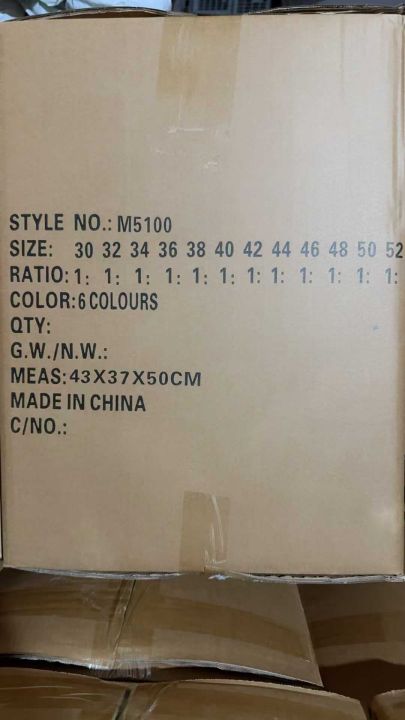 STYLE NO.: M5100
SIZE: 30 32 34 36 38 40 42 44 46 48 50 52
RATIO: 1: 1: 1: 1: 1: 1: 1: 1: 1: 1: 1: 1:
COLOR: 6 COLOURS
QTY:
G.W./N.W.:
MEAS: 43X37X50CM
MADE IN CHINA
C/NO.: